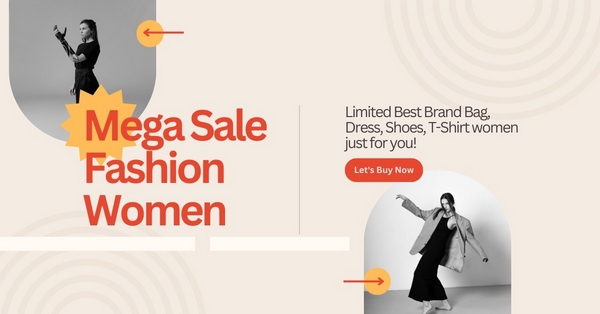 Mega Sale
Fashion
Women
Limited Best Brand Bag,
Dress, Shoes, T-Shirt women
just for you!
Let's Buy Now